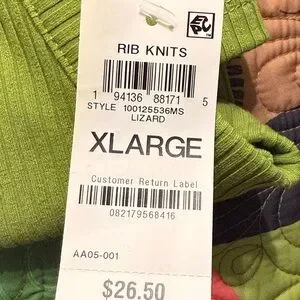 RIB KNITS
1 94136 88171 5
STYLE 100125536MS
LIZARD
XLARGE
Customer Return Label
082179568416
AA05-001
$26.50